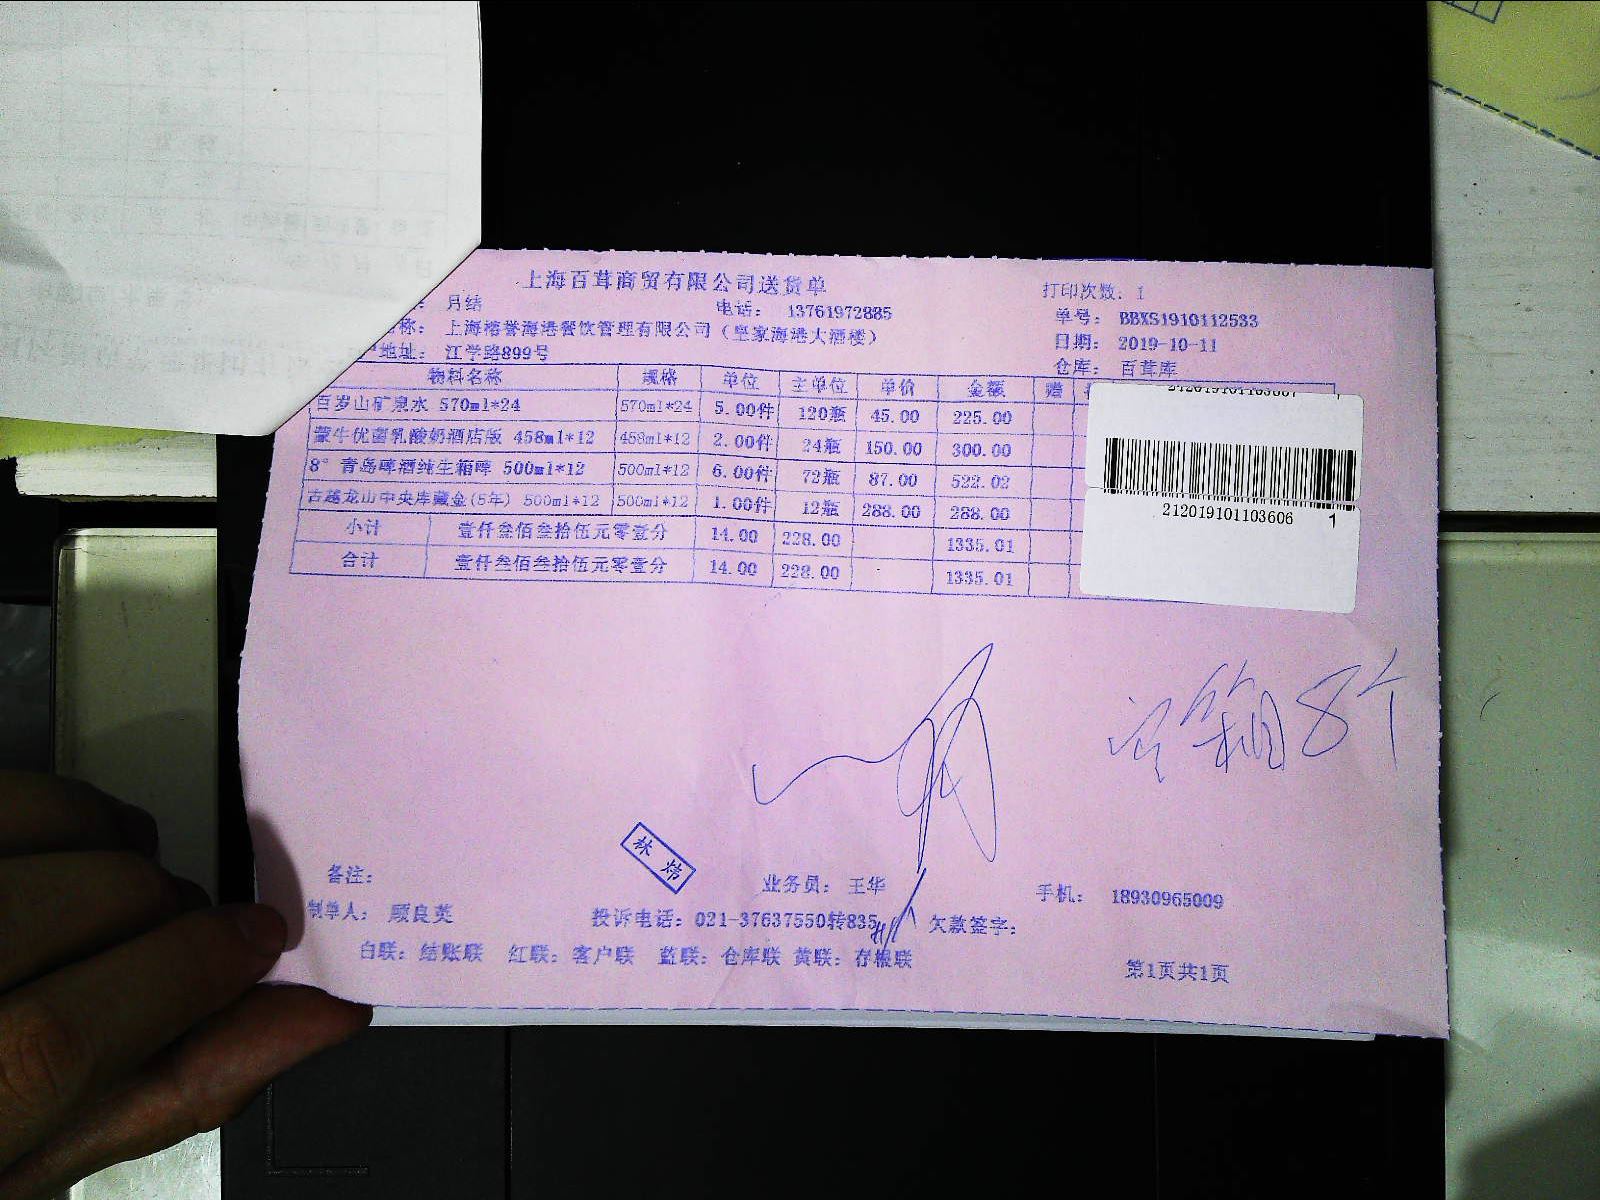 上海百茸商贸有限公司送货单
打印次数: 1
: 月结
电话: 13761972885
单号: BBXS1910112533
称: 上海榕誉海港餐饮管理有限公司(皇家海港大酒楼)
日期: 2019-10-11
户地址: 江学路899号
仓库: 百茸库
物料名称 规格 单位 主单位 单价 金额 赠
百岁山矿泉水 570ml*24 570ml*24 5.00件 120瓶 45.00 225.00
蒙牛优菌乳酸奶酒店版 458ml*12 458ml*12 2.00件 24瓶 150.00 300.00
8° 青岛啤酒纯生箱啤 500ml*12 500ml*12 6.00件 72瓶 87.00 522.02
古越龙山中央库藏金(5年) 500ml*12 500ml*12 1.00件 12瓶 288.00 288.00
小计 壹仟叁佰叁拾伍元零壹分 14.00 228.00 1335.01
合计 壹仟叁佰叁拾伍元零壹分 14.00 228.00 1335.01
212019101103606 1
8个
林炜
备注:
业务员: 王华
手机: 18930965009
制单人: 顾良英
投诉电话: 021-37637550转835
欠款签字:
白联: 结账联 红联: 客户联 蓝联: 仓库联 黄联: 存根联
第1页共1页